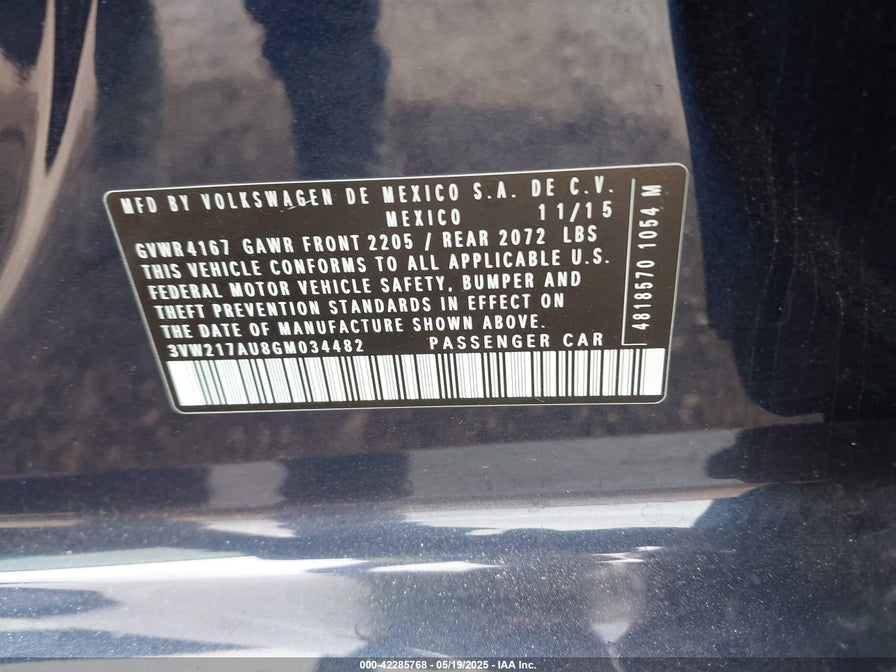 MFD BY VOLKSWAGEN DE MEXICO S.A. DE C.V.
MEXICO 11/15
GVWR4167 GAWR FRONT 2205 / REAR 2072 LBS
THIS VEHICLE CONFORMS TO ALL APPLICABLE U.S.
FEDERAL MOTOR VEHICLE SAFETY, BUMPER AND
THEFT PREVENTION STANDARDS IN EFFECT ON
THE DATE OF MANUFACTURE SHOWN ABOVE.
3VW217AU8GM034482 PASSENGER CAR
4818570 1054 M
000-42285768 - 05/19/2025 - IAA Inc.